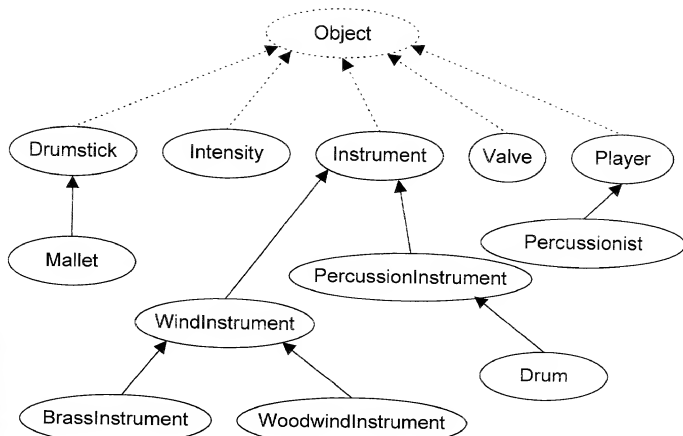 Object
Drumstick
Intensity
Instrument
Valve
Player
Mallet
PercussionInstrument
Percussionist
WindInstrument
Drum
BrassInstrument
WoodwindInstrument